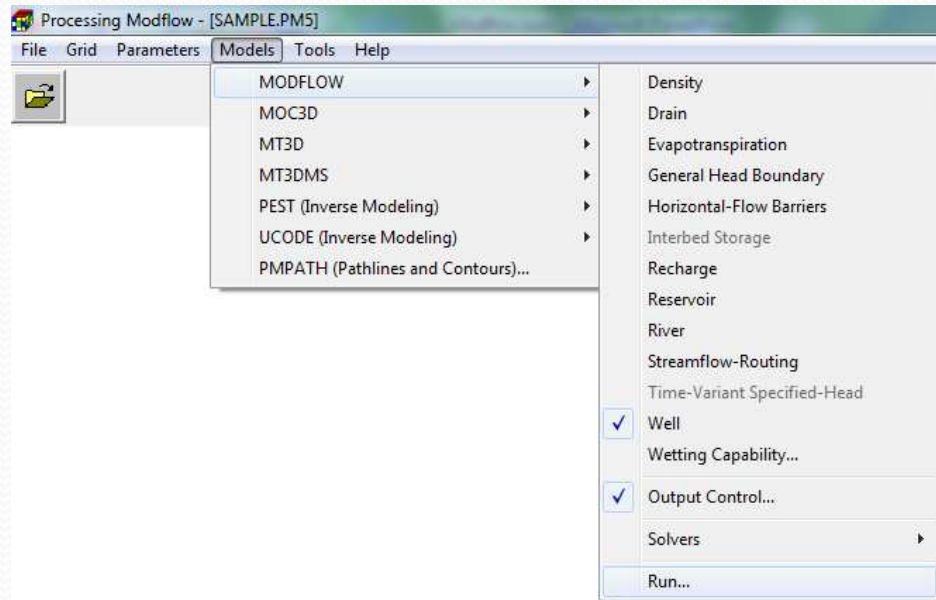 Processing Modflow - [SAMPLE.PM5]
File Grid Parameters Models Tools Help
MODFLOW
MOC3D
MT3D
MT3DMS
PEST (Inverse Modeling)
UCODE (Inverse Modeling)
PMPATH (Pathlines and Contours)...
Density
Drain
Evapotranspiration
General Head Boundary
Horizontal-Flow Barriers
Interbed Storage
Recharge
Reservoir
River
Streamflow-Routing
Time-Variant Specified-Head
Well
Wetting Capability...
Output Control...
Solvers
Run...